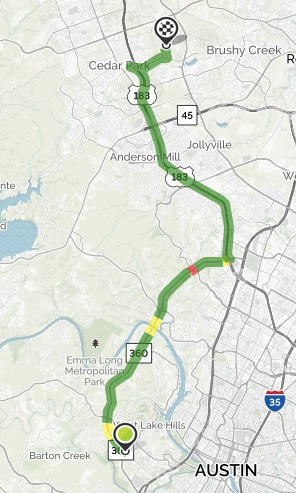 Brushy Creek
Cedar Park
183
45
Jollyville
Anderson Mill
183
360
Emma Long
Metropolitan
Park
35
West Lake Hills
Barton Creek
AUSTIN